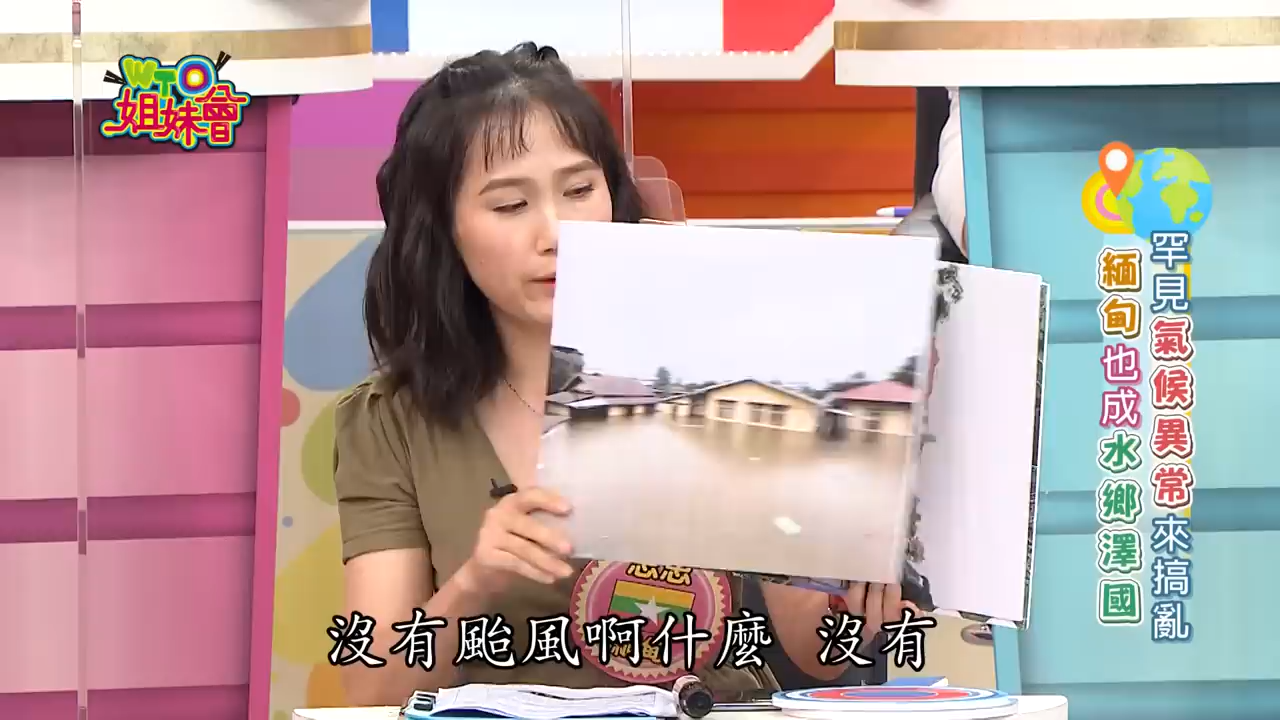 WTO
姐妹會
罕見氣候異常來搞亂
緬甸也成水鄉澤國
沒有颱風啊什麼 沒有